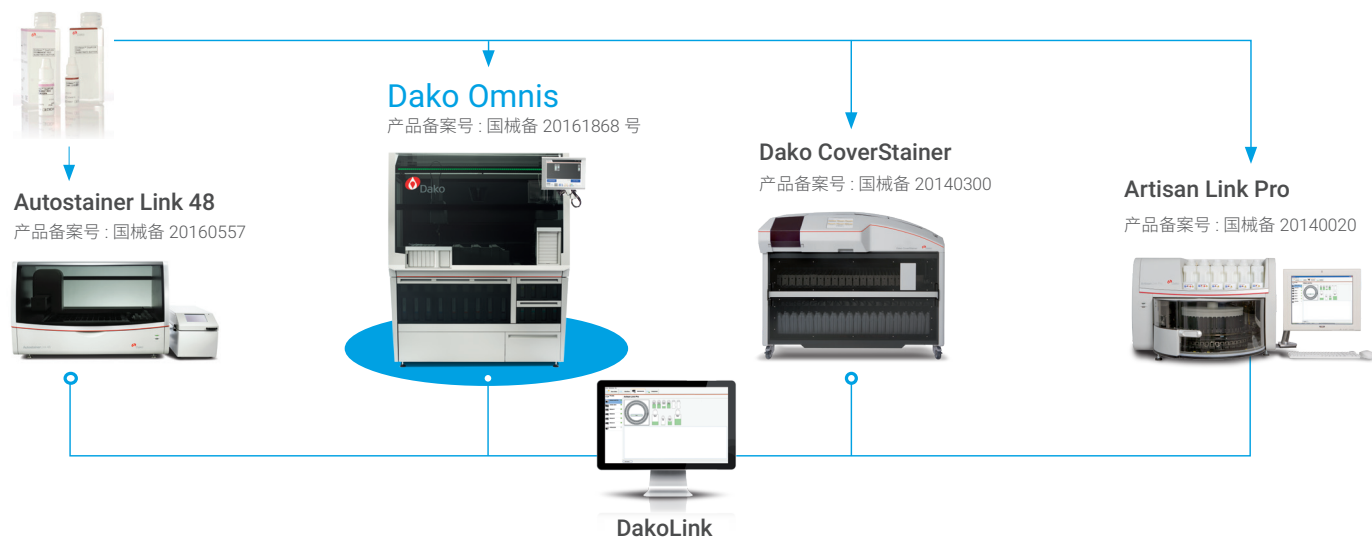 Dako Omnis
产品备案号 : 国械备 20161868 号
Dako
Autostainer Link 48
产品备案号 : 国械备 20160557
Dako CoverStainer
产品备案号 : 国械备 20140300
Artisan Link Pro
产品备案号 : 国械备 20140020
DakoLink